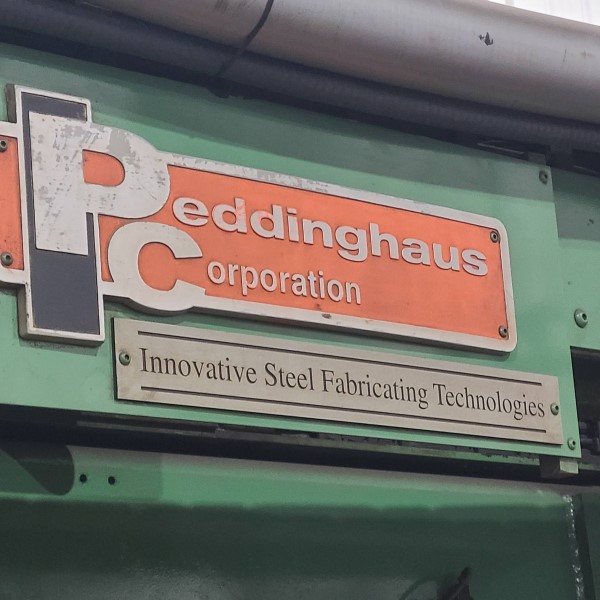 Peddinghaus
Corporation
Innovative Steel Fabricating Technologies